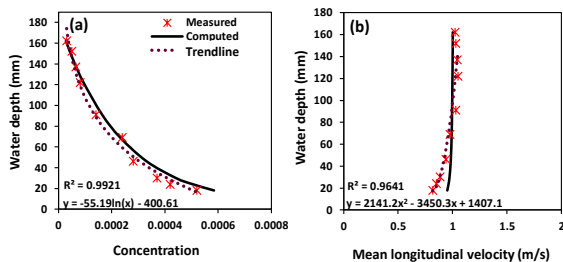 (a)
Measured
Computed
Trendline
180
160
140
120
100
80
60
40
20
0
Water depth (mm)
R² = 0.9921
y = -55.19ln(x) - 400.61
0 0.0002 0.0004 0.0006 0.0008
Concentration
(b)
180
160
140
120
100
80
60
40
20
0
Water depth (mm)
R² = 0.9641
y = 2141.2x² - 3450.3x + 1407.1
0 0.5 1 1.5 2
Mean longitudinal velocity (m/s)